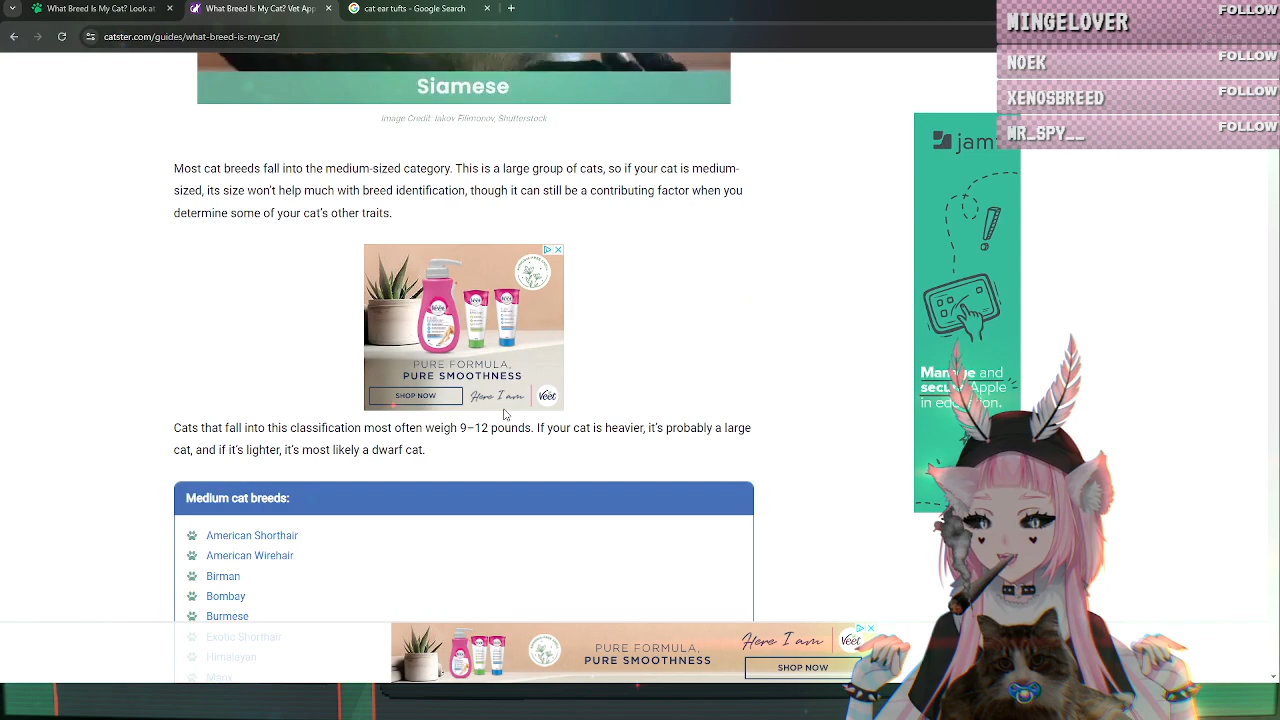 What Breed Is My Cat? Look at
What Breed Is My Cat? Vet App
cat ear tufts - Google Search
catster.com/guides/what-breed-is-my-cat/
MINGELOVER FOLLOW
NOEK FOLLOW
XENOSBREED FOLLOW
MR_SPY__ FOLLOW
Siamese
Image Credit: Iakov Filimonov, Shutterstock
Most cat breeds fall into the medium-sized category. This is a large group of cats, so if your cat is medium-
sized, its size won't help much with breed identification, though it can still be a contributing factor when you
determine some of your cat's other traits.
jam
Veet
PURE FORMULA,
PURE SMOOTHNESS
SHOP NOW
Here I am
Veet
Manage and
secure Apple
in education.
Cats that fall into this classification most often weigh 9–12 pounds. If your cat is heavier, it's probably a large
cat, and if it's lighter, it's most likely a dwarf cat.
Medium cat breeds:
American Shorthair
American Wirehair
Birman
Bombay
Burmese
Exotic Shorthair
Himalayan
Manx
PURE FORMULA,
PURE SMOOTHNESS
Here I am
Veet
SHOP NOW